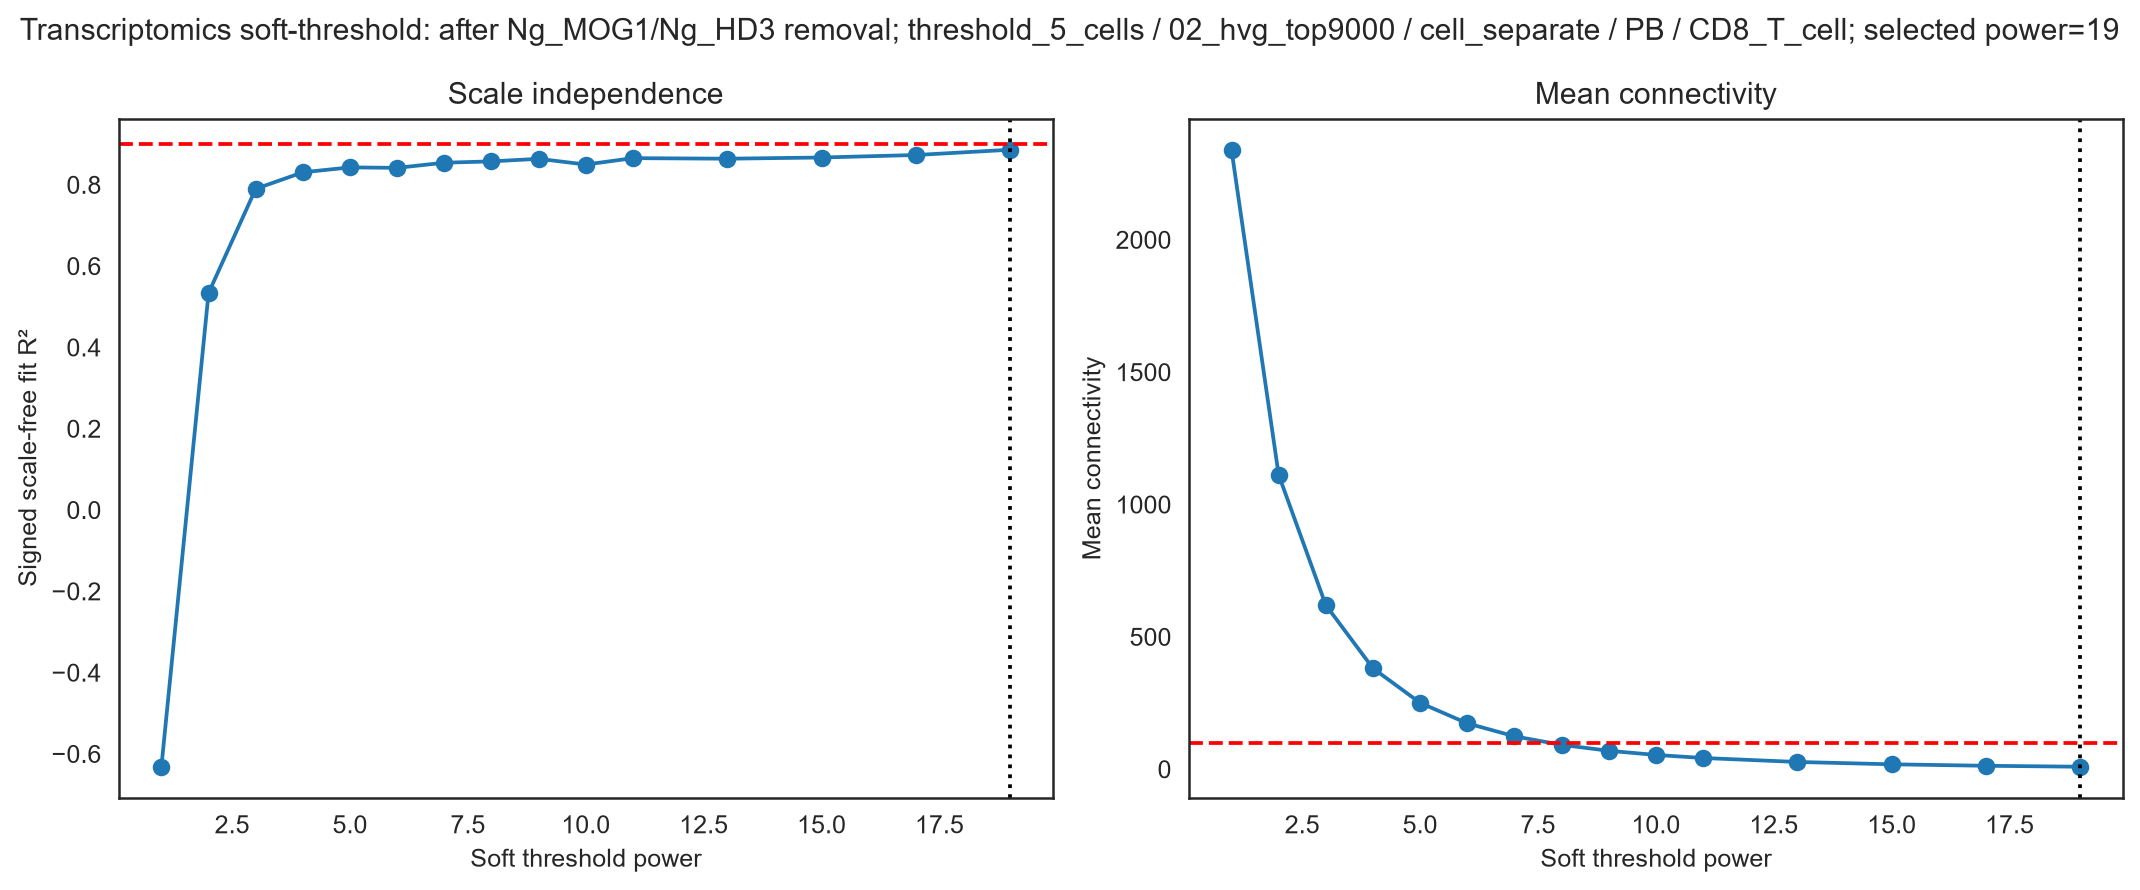 Transcriptomics soft-threshold: after Ng_MOG1/Ng_HD3 removal; threshold_5_cells / 02_hvg_top9000 / cell_separate / PB / CD8_T_cell; selected power=19
Scale independence
Signed scale-free fit R²
0.8
0.6
0.4
0.2
0.0
−0.2
−0.4
−0.6
2.5 5.0 7.5 10.0 12.5 15.0 17.5
Soft threshold power
Mean connectivity
Mean connectivity
2000
1500
1000
500
0
2.5 5.0 7.5 10.0 12.5 15.0 17.5
Soft threshold power